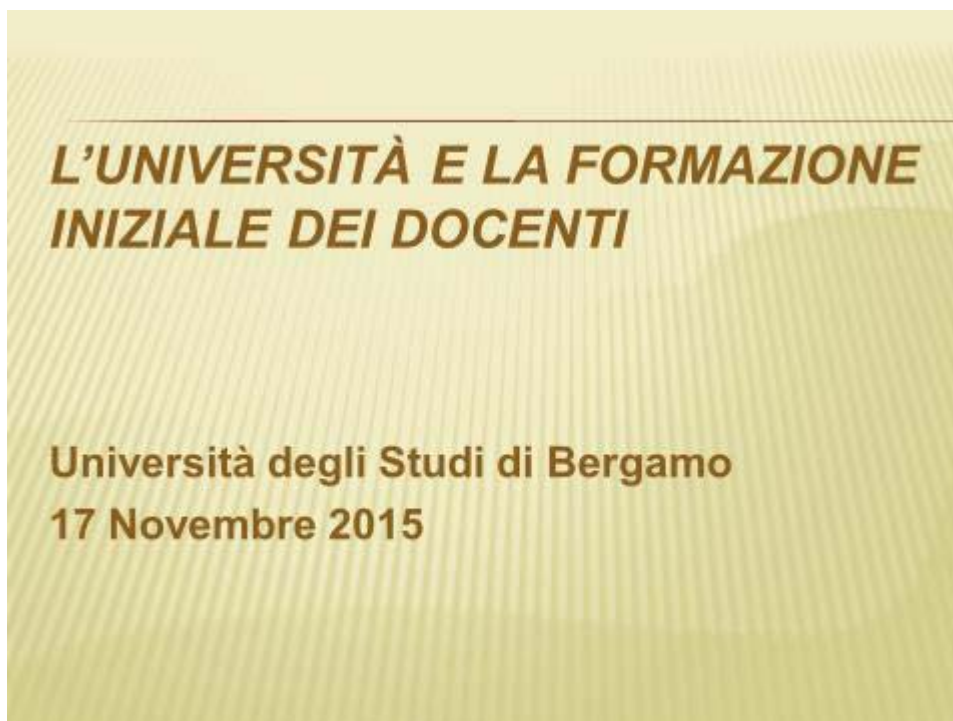 L’UNIVERSITÀ E LA FORMAZIONE
INIZIALE DEI DOCENTI
Università degli Studi di Bergamo
17 Novembre 2015